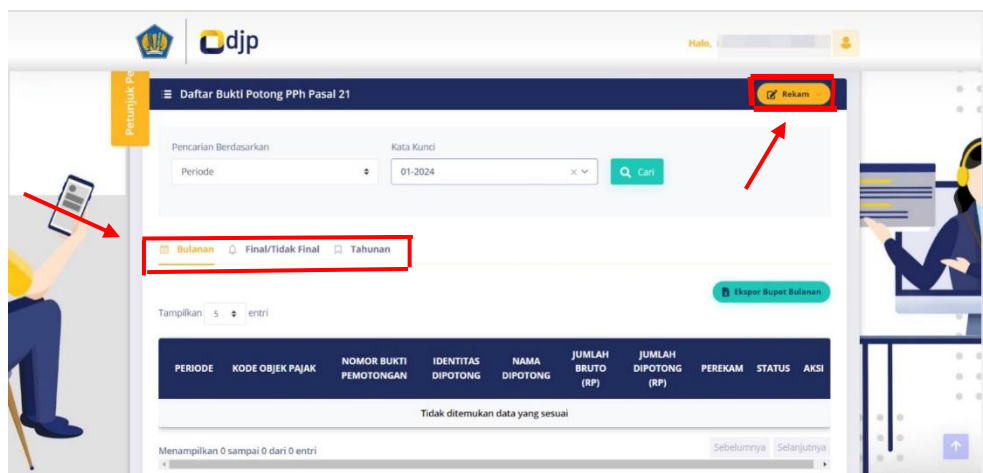 djp
Halo,
Petunjuk Pe
Daftar Bukti Potong PPh Pasal 21
Rekam
Pencarian Berdasarkan
Kata Kunci
Periode
01-2024
Cari
Bulanan
Final/Tidak Final
Tahunan
Ekspor Bupot Bulanan
Tampilkan 5 entri
PERIODE
KODE OBJEK PAJAK
NOMOR BUKTI
PEMOTONGAN
IDENTITAS
DIPOTONG
NAMA
DIPOTONG
JUMLAH
BRUTO
(RP)
JUMLAH
DIPOTONG
(RP)
PEREKAM
STATUS
AKSI
Tidak ditemukan data yang sesuai
Menampilkan 0 sampai 0 dari 0 entri
Sebelumnya
Selanjutnya